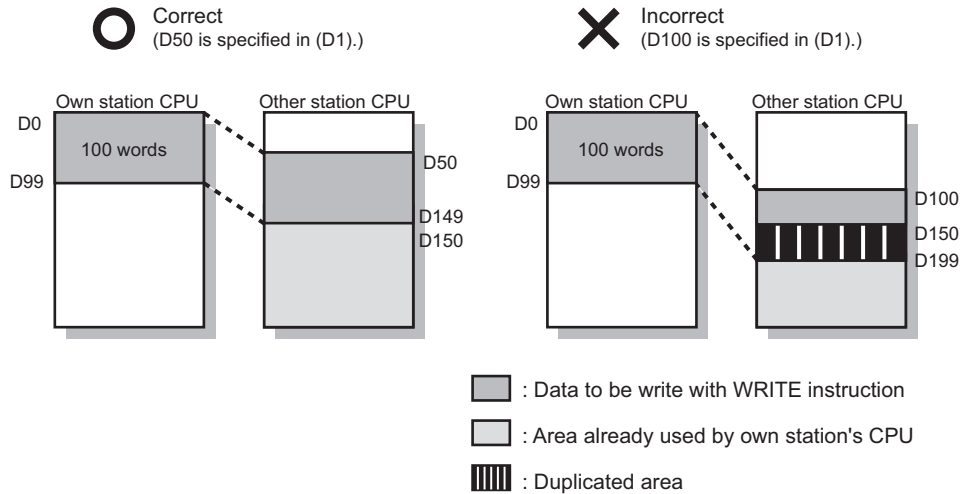 Correct
(D50 is specified in (D1).)
Incorrect
(D100 is specified in (D1).)
Own station CPU
Other station CPU
D0
100 words
D99
D50
D149
D150
Own station CPU
Other station CPU
D0
100 words
D99
D100
D150
D199
: Data to be write with WRITE instruction
: Area already used by own station's CPU
: Duplicated area